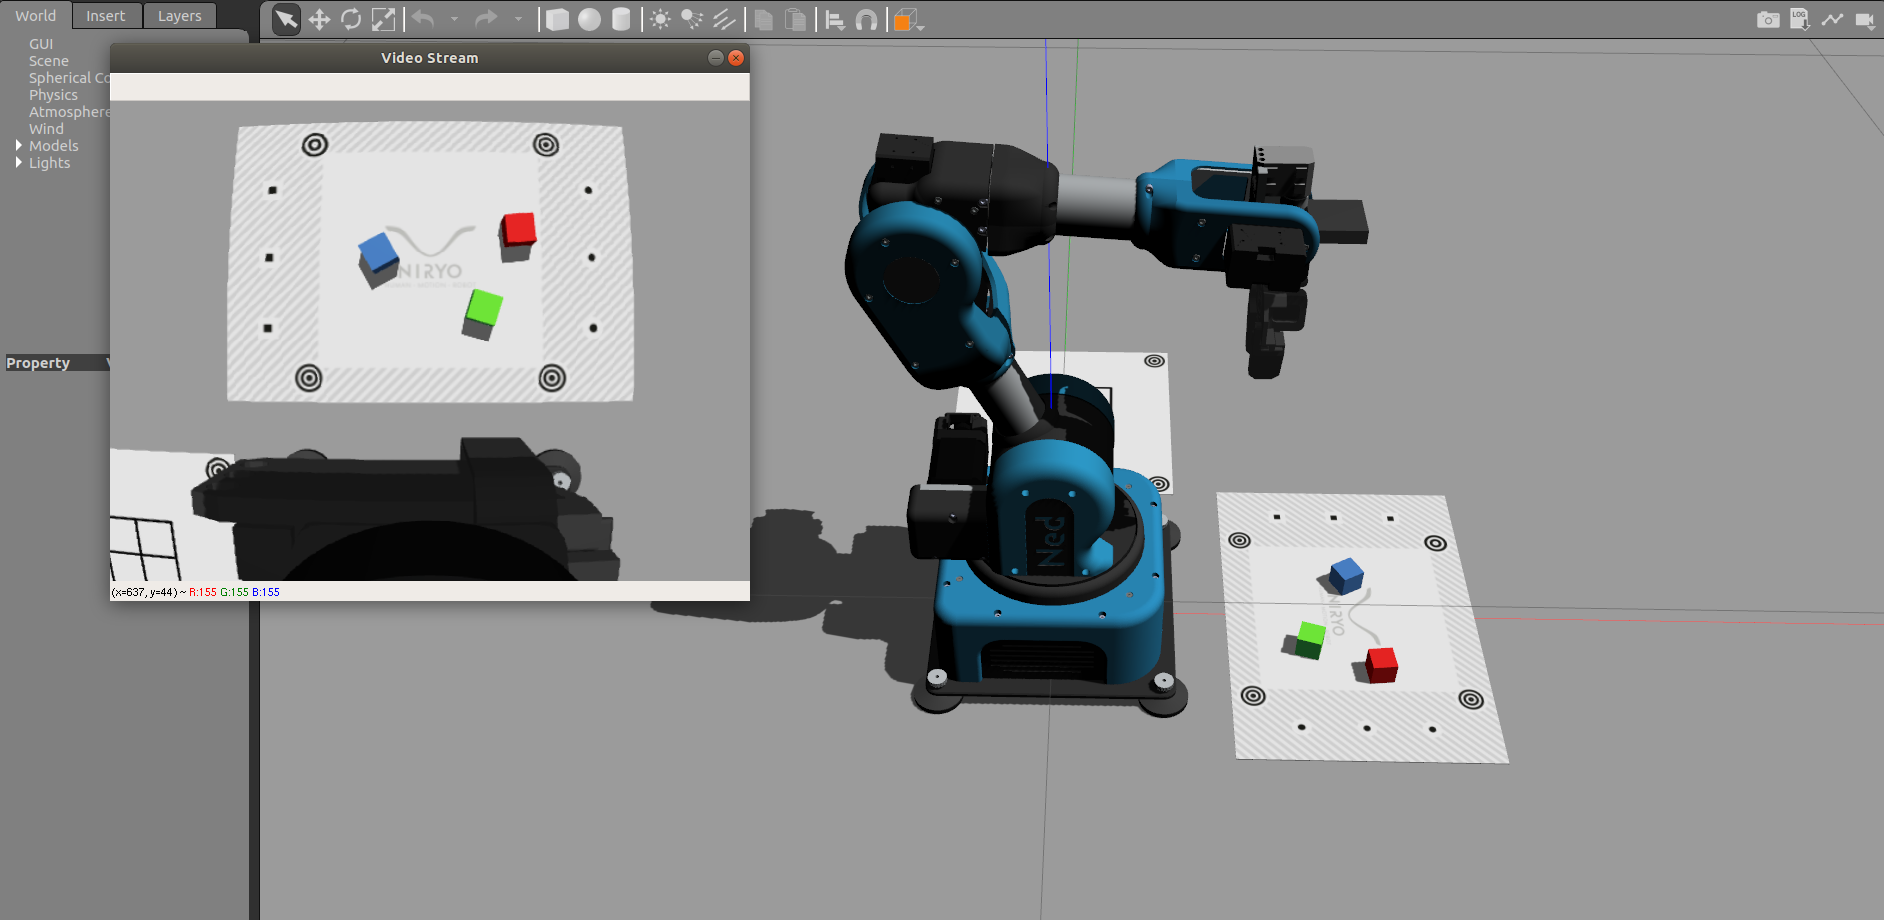 World Insert Layers
GUI
Scene
Spherical Co
Physics
Atmosphere
Wind
Models
Lights
Property
Video Stream
NIRYO
(x=637, y=44) ~ R:155 G:155 B:155
LOG
Ned
NIRYO